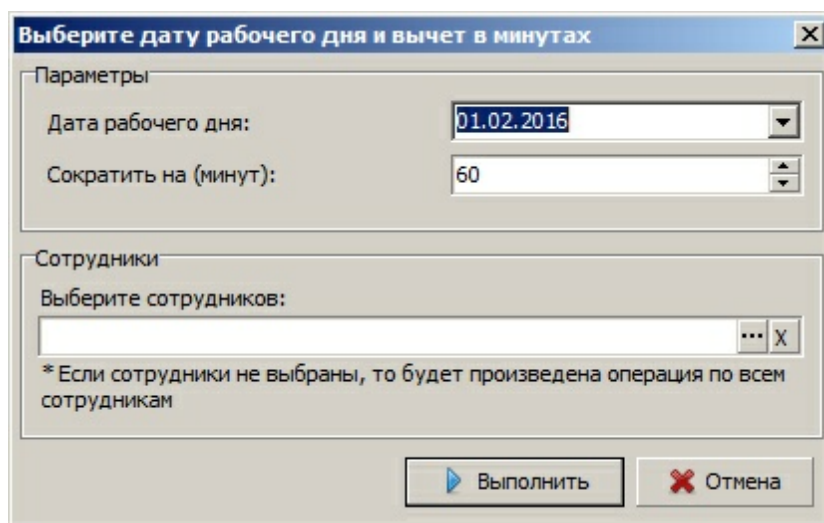 Выберите дату рабочего дня и вычет в минутах
Параметры
Дата рабочего дня: 01.02.2016
Сократить на (минут): 60
Сотрудники
Выберите сотрудников:
... X
* Если сотрудники не выбраны, то будет произведена операция по всем
сотрудникам
Выполнить Отмена